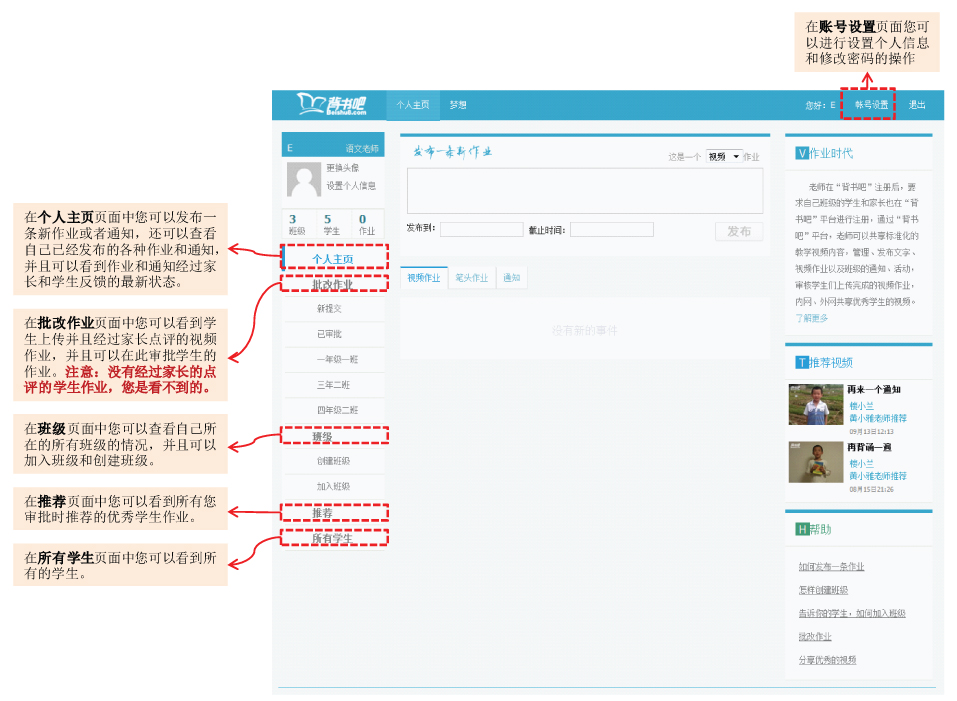 在账号设置页面您可
以进行设置个人信息
和修改密码的操作
背书吧
Beishu8.com
个人主页
梦想
您好：E
帐号设置
退出
E
语文老师
更换头像
设置个人信息
3
班级
5
学生
0
作业
个人主页
批改作业
新提交
已审批
一年级一班
三年二班
四年级二班
班级
创建班级
加入班级
推荐
所有学生
在个人主页页面中您可以发布一
条新作业或者通知，还可以查看
自己已经发布的各种作业和通知，
并且可以看到作业和通知经过家
长和学生反馈的最新状态。
在批改作业页面中您可以看到学
生上传并且经过家长点评的视频
作业，并且可以在此审批学生的
作业。注意：没有经过家长的点
评的学生作业，您是看不到的。
在班级页面中您可以查看自己所
在的所有班级的情况，并且可以
加入班级和创建班级。
在推荐页面中您可以看到所有您
审批时推荐的优秀学生作业。
在所有学生页面中您可以看到所
有的学生。
发布一条新作业
这是一个 视频 作业
发布到：
截止时间：
发布
视频作业
笔头作业
通知
没有新的事件
V作业时代
老师在“背书吧”注册后，要
求自己班级的学生和家长也在“背
书吧”平台进行注册，通过“背书
吧”平台，老师可以共享标准化的
教学视频内容，管理、发布文字、
视频作业以及班级的通知、活动，
审核学生们上传完成的视频作业，
内网、外网共享优秀学生的视频。
了解更多
T推荐视频
再来一个通知
楼小兰
黄小雅老师推荐
09月13日12:13
再背诵一遍
楼小兰
黄小雅老师推荐
08月15日21:26
H帮助
如何发布一条作业
怎样创建班级
告诉你的学生，如何加入班级
批改作业
分享优秀的视频